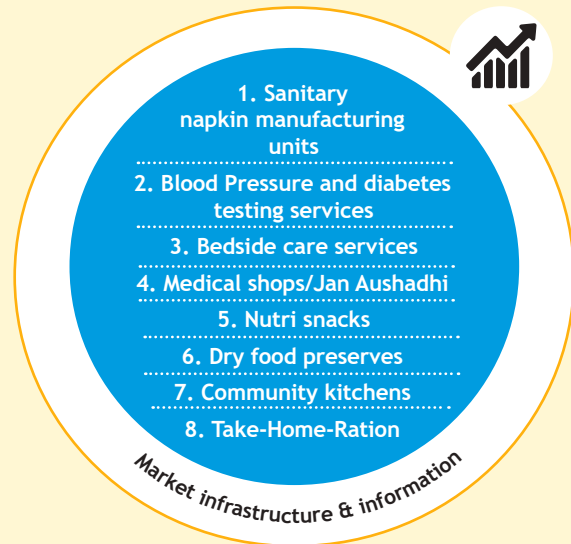 1. Sanitary
napkin manufacturing
units
2. Blood Pressure and diabetes
testing services
3. Bedside care services
4. Medical shops/Jan Aushadhi
5. Nutri snacks
6. Dry food preserves
7. Community kitchens
8. Take-Home-Ration
Market infrastructure & information